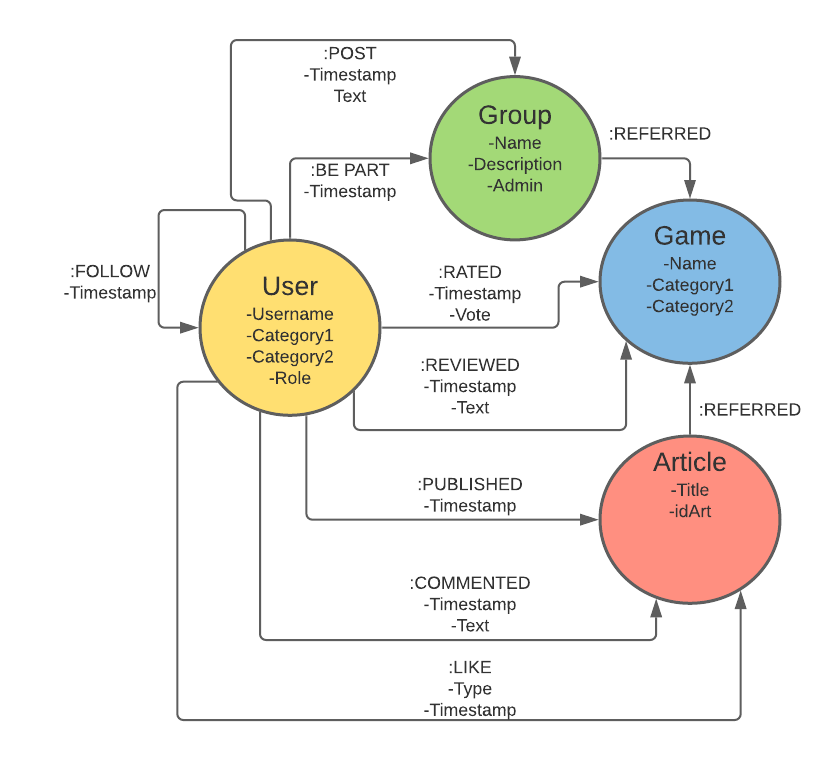 :POST
-Timestamp
Text
Group
-Name
-Description
-Admin
:REFERRED
:BE PART
-Timestamp
Game
-Name
-Category1
-Category2
:FOLLOW
-Timestamp
User
-Username
-Category1
-Category2
-Role
:RATED
-Timestamp
-Vote
:REVIEWED
-Timestamp
-Text
:REFERRED
Article
-Title
-idArt
:PUBLISHED
-Timestamp
:COMMENTED
-Timestamp
-Text
:LIKE
-Type
-Timestamp